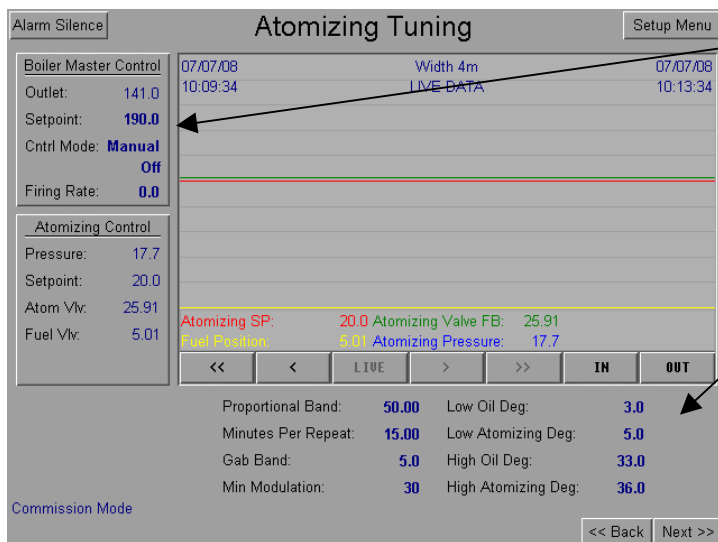 Alarm Silence
Atomizing Tuning
Setup Menu
Boiler Master Control
Outlet: 141.0
Setpoint: 190.0
Cntrl Mode: Manual
Off
Firing Rate: 0.0
Atomizing Control
Pressure: 17.7
Setpoint: 20.0
Atom Vlv: 25.91
Fuel Vlv: 5.01
07/07/08 Width 4m 07/07/08
10:09:34 LIVE DATA 10:13:34
Atomizing SP: 20.0 Atomizing Valve FB: 25.91
Fuel Position: 5.01 Atomizing Pressure: 17.7
<< < LIVE > >> IN OUT
Proportional Band: 50.00 Low Oil Deg: 3.0
Minutes Per Repeat: 15.00 Low Atomizing Deg: 5.0
Gab Band: 5.0 High Oil Deg: 33.0
Min Modulation: 30 High Atomizing Deg: 36.0
Commission Mode
<< Back Next >>